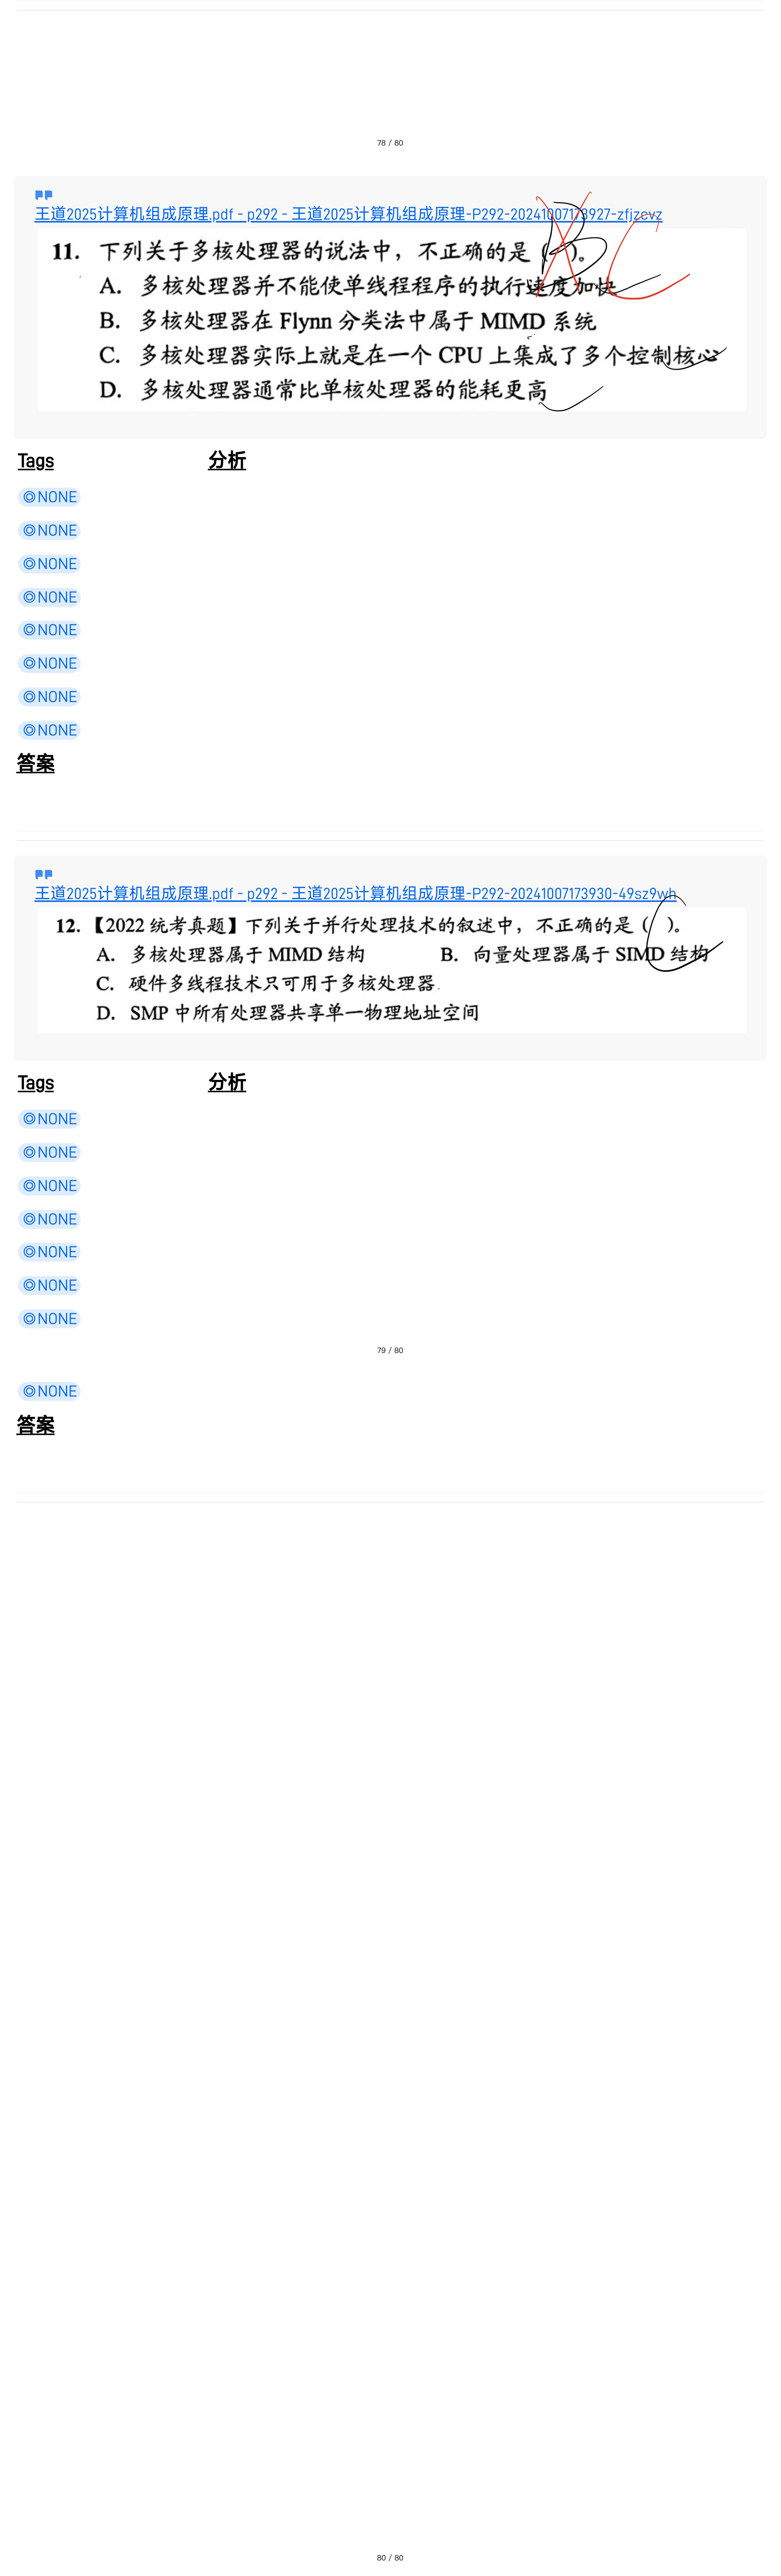 78 / 80
王道2025计算机组成原理.pdf - p292 - 王道2025计算机组成原理-P292-20241007173927-zfjzcvz
B C
11. 下列关于多核处理器的说法中，不正确的是（ ）。
A. 多核处理器并不能使单线程程序的执行速度加快
B. 多核处理器在 Flynn 分类法中属于 MIMD 系统
C. 多核处理器实际上就是在一个 CPU 上集成了多个控制核心
D. 多核处理器通常比单核处理器的能耗更高
Tags 分析
◎NONE
◎NONE
◎NONE
◎NONE
◎NONE
◎NONE
◎NONE
◎NONE
答案
王道2025计算机组成原理.pdf - p292 - 王道2025计算机组成原理-P292-20241007173930-49sz9wh
C
12. 【2022 统考真题】下列关于并行处理技术的叙述中，不正确的是（ ）。
A. 多核处理器属于 MIMD 结构 B. 向量处理器属于 SIMD 结构
C. 硬件多线程技术只可用于多核处理器
D. SMP 中所有处理器共享单一物理地址空间
Tags 分析
◎NONE
◎NONE
◎NONE
◎NONE
◎NONE
◎NONE
◎NONE
79 / 80
◎NONE
答案
80 / 80